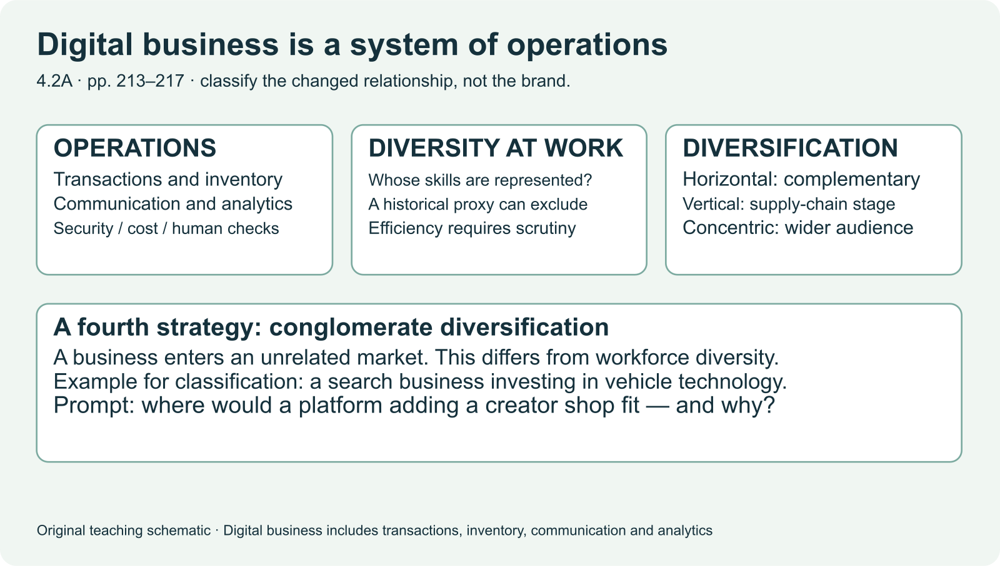 Digital business is a system of operations
4.2A · pp. 213–217 · classify the changed relationship, not the brand.
OPERATIONS
Transactions and inventory
Communication and analytics
Security / cost / human checks
DIVERSITY AT WORK
Whose skills are represented?
A historical proxy can exclude
Efficiency requires scrutiny
DIVERSIFICATION
Horizontal: complementary
Vertical: supply-chain stage
Concentric: wider audience
A fourth strategy: conglomerate diversification
A business enters an unrelated market. This differs from workforce diversity.
Example for classification: a search business investing in vehicle technology.
Prompt: where would a platform adding a creator shop fit — and why?
Original teaching schematic · Digital business includes transactions, inventory, communication and analytics